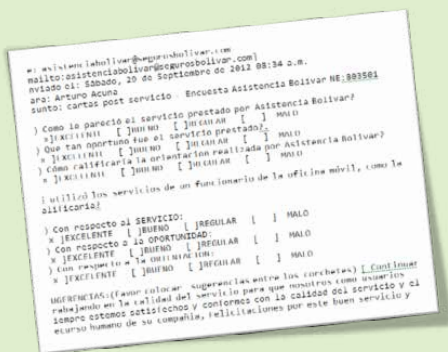 e: asistenciabolivar@segurosbolivar.com
mailto:asistenciabolivar@segurosbolivar.com]
nviado el: Sábado, 29 de Septiembre de 2012 08:34 a.m.
ara: Arturo Acuna
sunto: cartas post servicio - Encuesta Asistencia Bolivar NE:803501
) Como le pareció el servicio prestado por Asistencia Bolivar?
x ]EXCELENTE [ ]BUENO [ ]REGULAR [ ] MALO
) Que tan oportuno fue el servicio prestado?.
x ]EXCELENTE [ ]BUENO [ ]REGULAR [ ] MALO
) Cómo calificaría la orientación realizada por Asistencia Bolivar?
x ]EXCELENTE [ ]BUENO [ ]REGULAR [ ] MALO
i utilizó los servicios de un funcionario de la oficina móvil, como le
alificaria?
) Con respecto al SERVICIO:
x ]EXCELENTE [ ]BUENO [ ]REGULAR [ ] MALO
) Con respecto a la OPORTUNIDAD:
x ]EXCELENTE [ ]BUENO [ ]REGULAR [ ] MALO
) Con respecto a la ORIENTACION:
x ]EXCELENTE [ ]BUENO [ ]REGULAR [ ] MALO
UGERENCIAS:(Favor colocar sugerencias entre los corchetes) [ Continuar
rabajando en la calidad del servicio para que nosotros como usuarios
iempre estemos satisfechos y conformes con la calidad del servicio y el
ecurso humano de su compañia, Felicitaciones por este buen servicio y